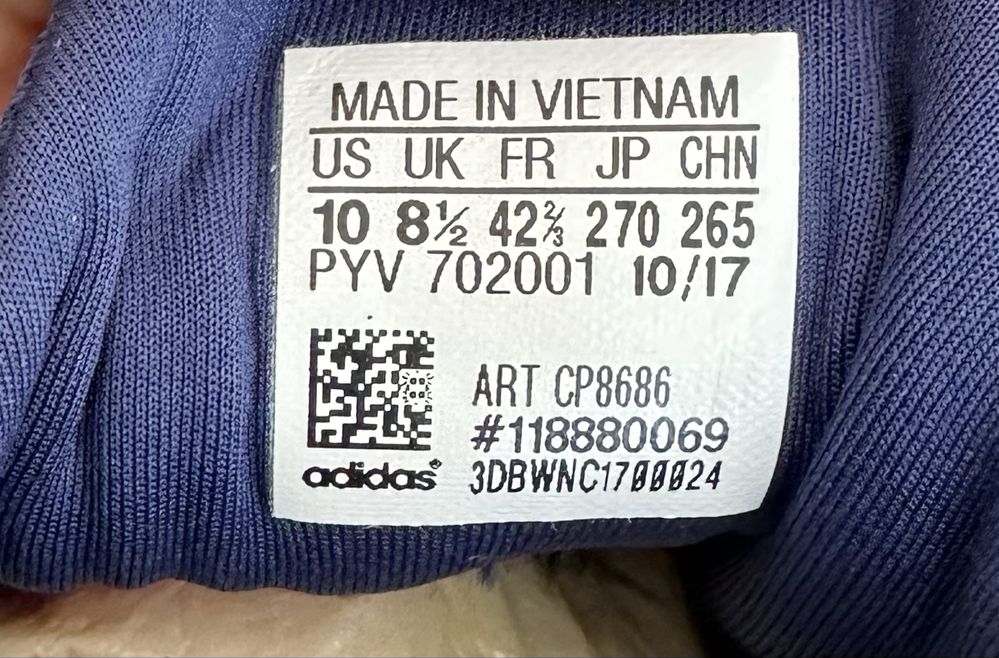 MADE IN VIETNAM
US UK FR JP CHN
10 8½ 42⅔ 270 265
PYV 702001 10/17
ART CP8686
#118880069
adidas® 3DBWNC1700024